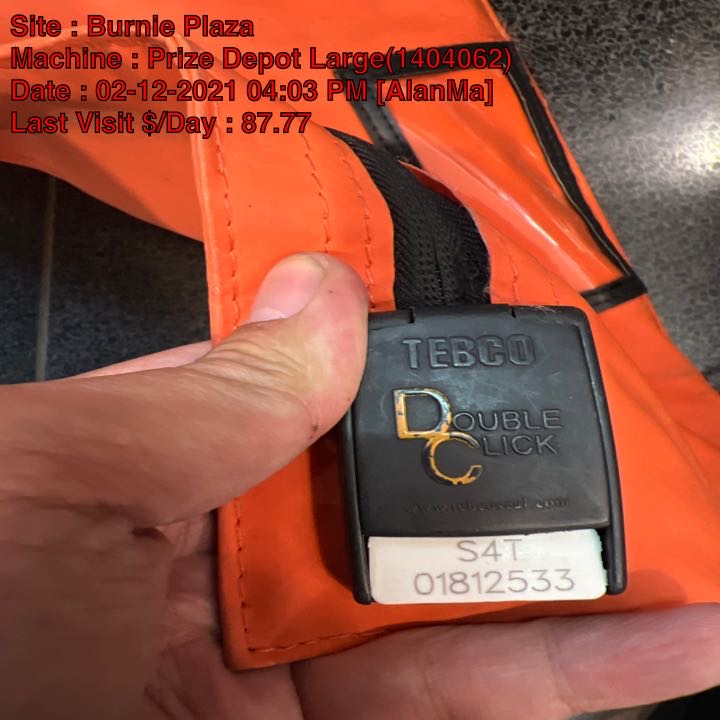 Site : Burnie Plaza
Machine : Prize Depot Large(1404062)
Date : 02-12-2021 04:03 PM [AlanMa]
Last Visit $/Day : 87.77
TEBCO
DOUBLE
CLICK
S4T
01812533